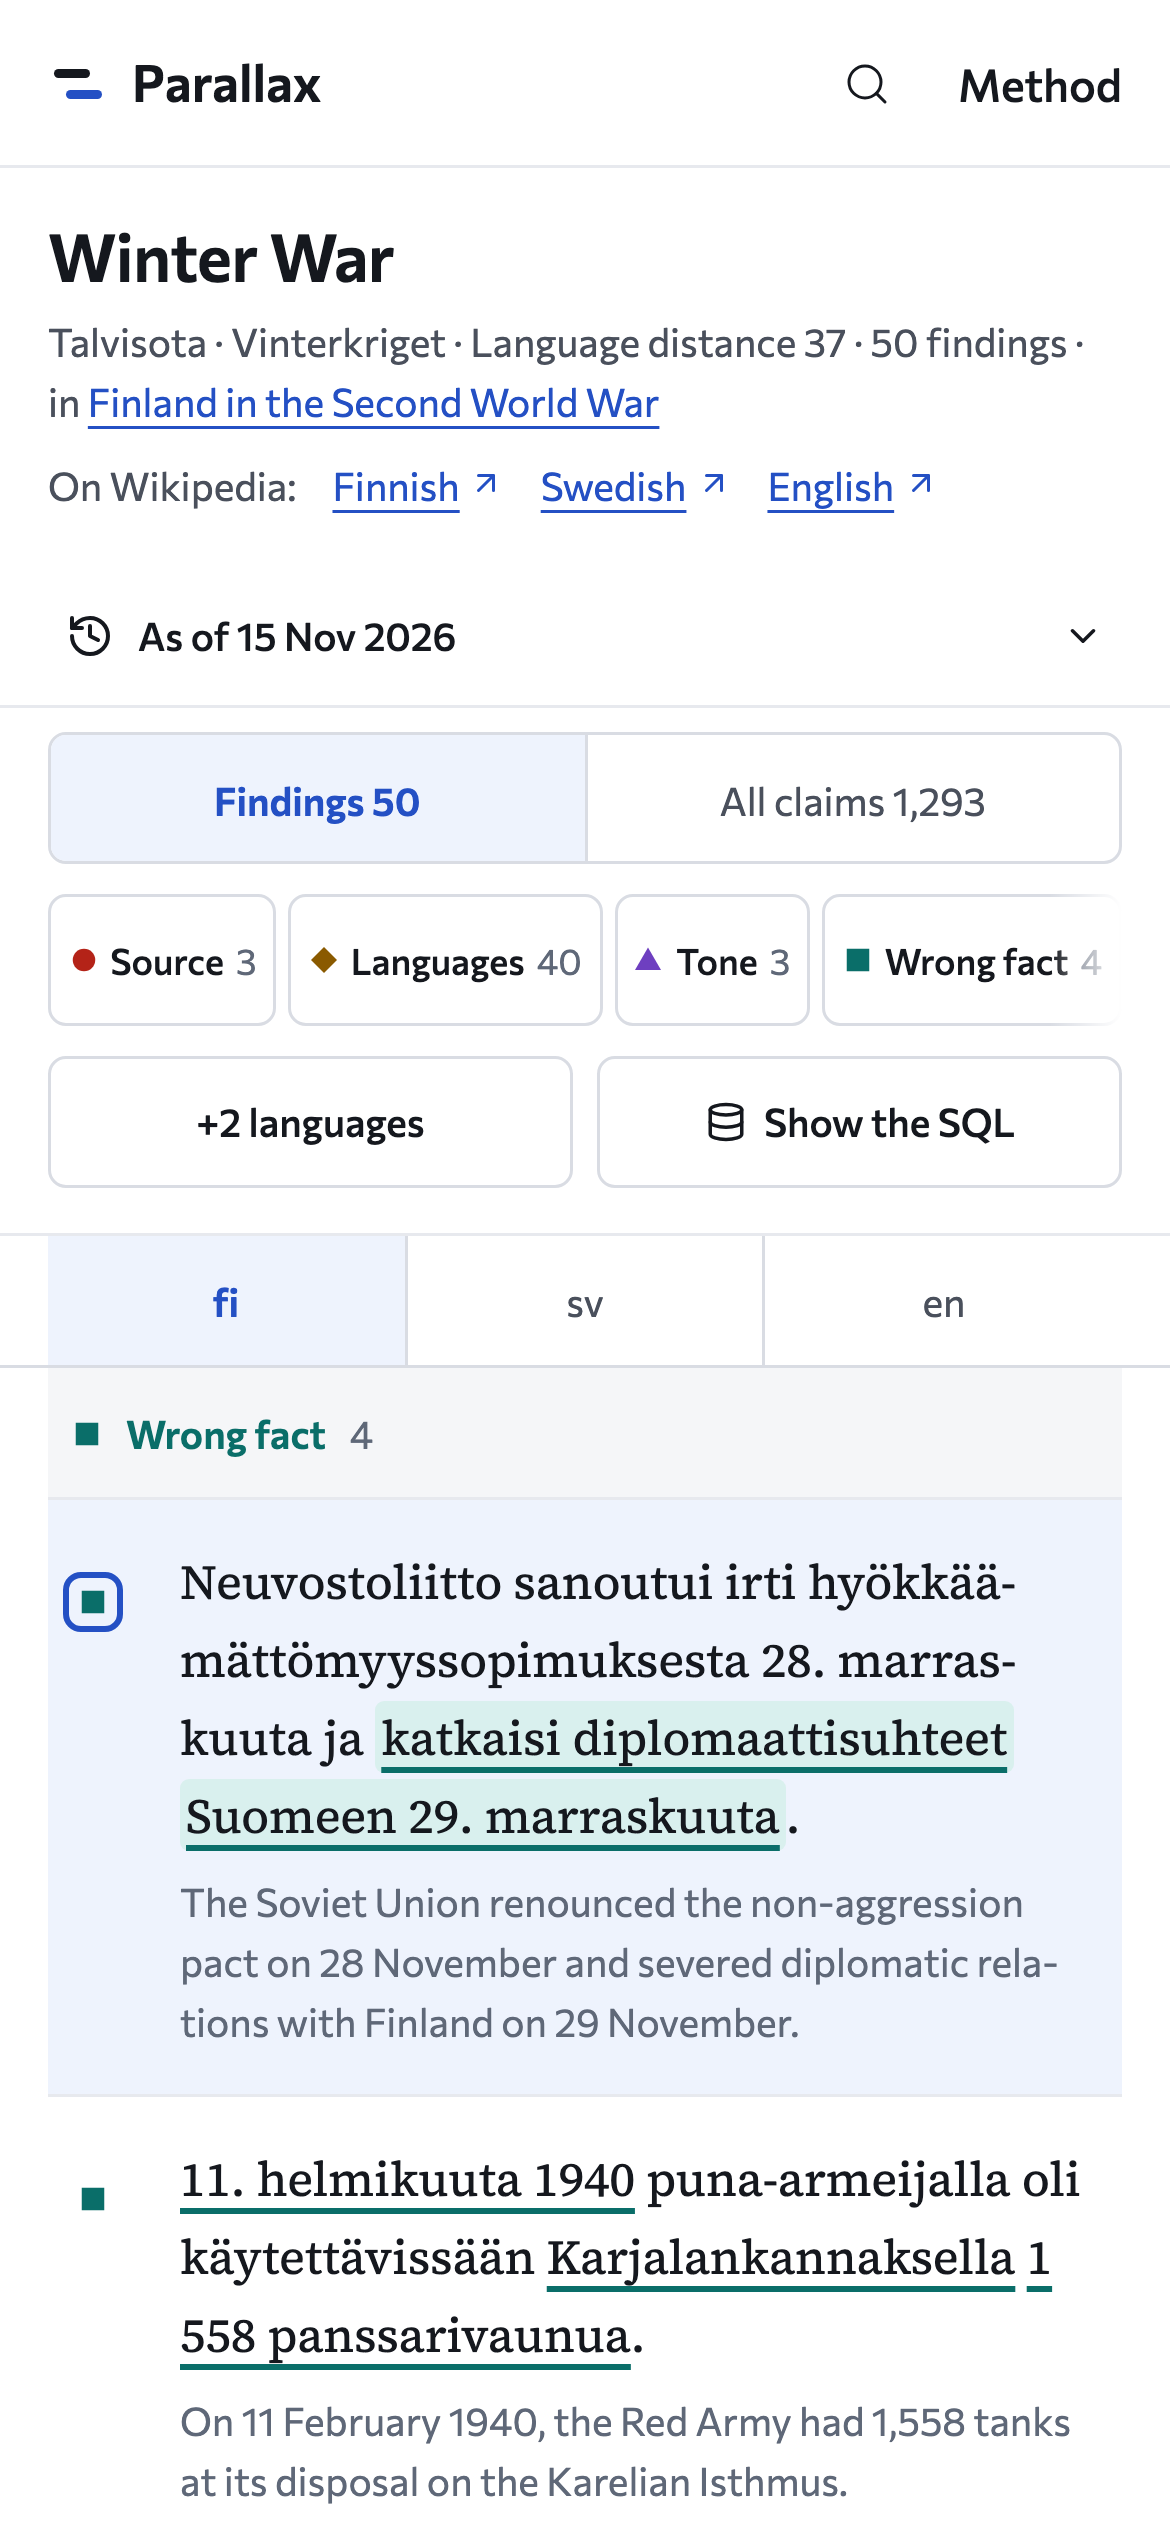 Parallax
Method
Winter War
Talvisota · Vinterkriget · Language distance 37 · 50 findings ·
in Finland in the Second World War
On Wikipedia: Finnish ↗ Swedish ↗ English ↗
As of 15 Nov 2026
Findings 50
All claims 1,293
Source 3
Languages 40
Tone 3
Wrong fact 4
+2 languages
Show the SQL
fi
sv
en
Wrong fact 4
Neuvostoliitto sanoutui irti hyökkää-
mättömyyssopimuksesta 28. marras-
kuuta ja katkaisi diplomaattisuhteet
Suomeen 29. marraskuuta.
The Soviet Union renounced the non-aggression
pact on 28 November and severed diplomatic rela-
tions with Finland on 29 November.
11. helmikuuta 1940 puna-armeijalla oli
käytettävissään Karjalankannaksella 1
558 panssarivaunua.
On 11 February 1940, the Red Army had 1,558 tanks
at its disposal on the Karelian Isthmus.